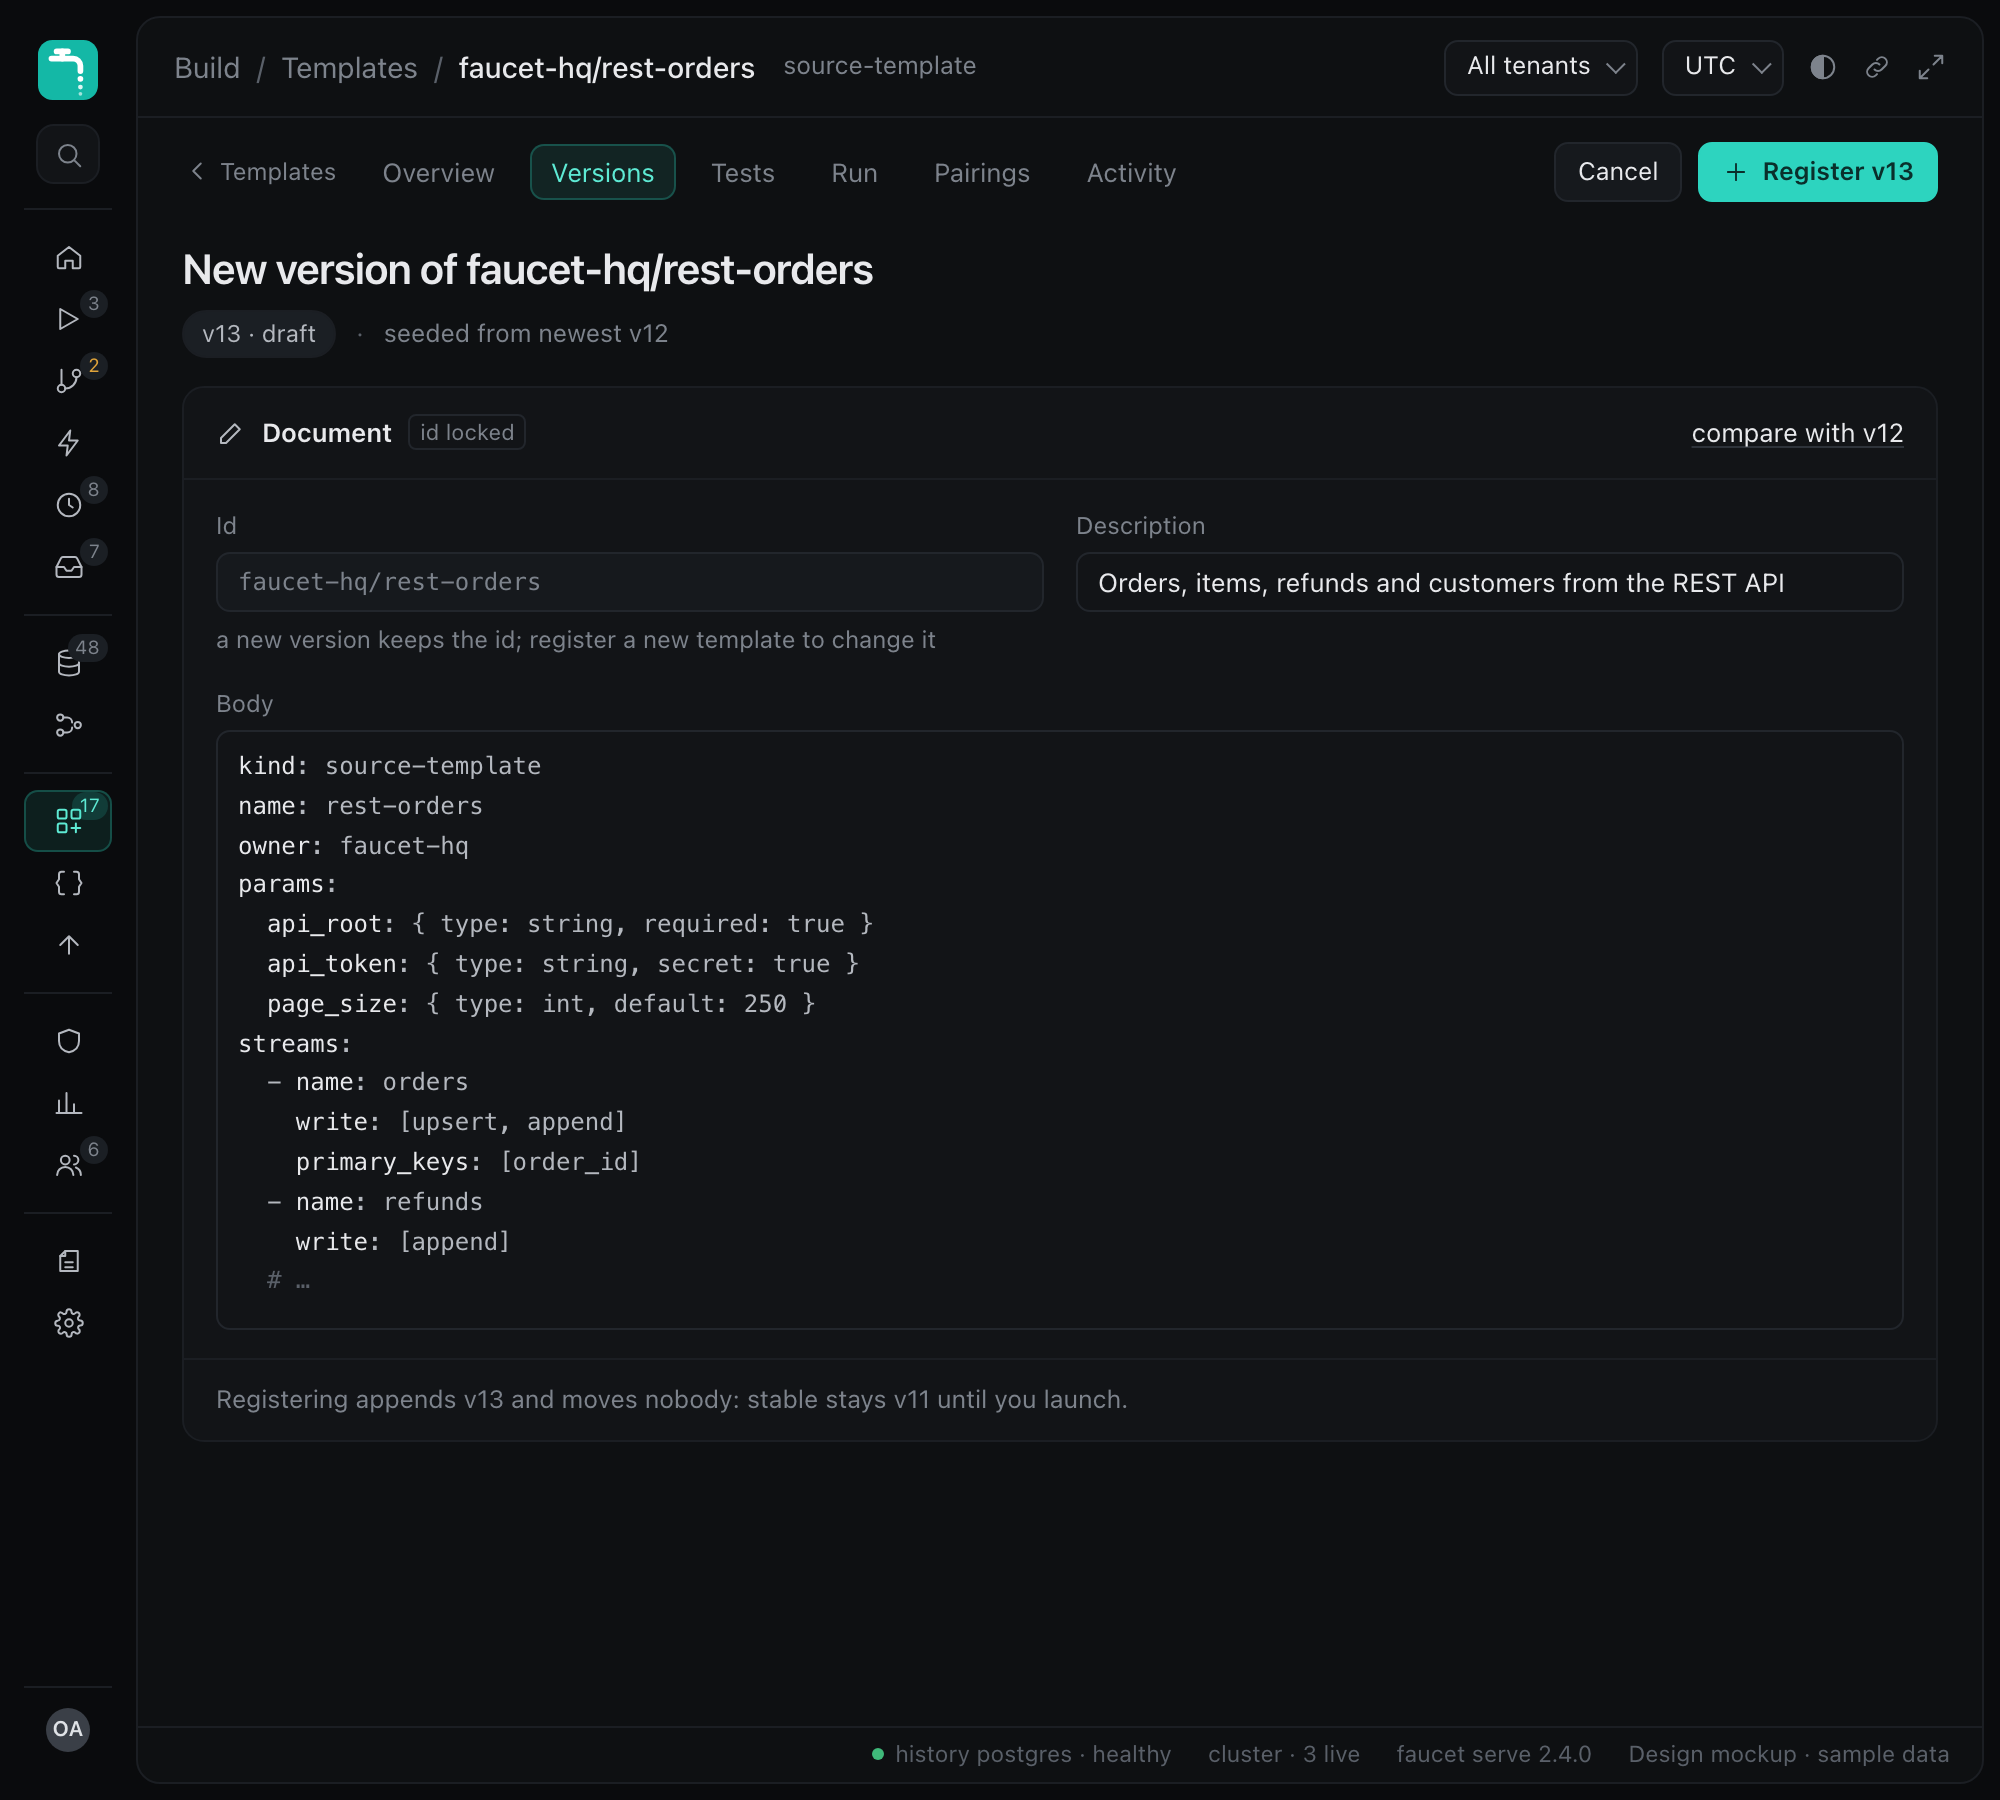 Build / Templates / faucet-hq/rest-orders source-template
All tenants
UTC
Templates
Overview
Versions
Tests
Run
Pairings
Activity
Cancel
+ Register v13
3
2
8
7
48
17
6
OA
New version of faucet-hq/rest-orders
v13 · draft · seeded from newest v12
Document id locked
compare with v12
Id
faucet-hq/rest-orders
a new version keeps the id; register a new template to change it
Description
Orders, items, refunds and customers from the REST API
Body
kind: source-template
name: rest-orders
owner: faucet-hq
params:
  api_root: { type: string, required: true }
  api_token: { type: string, secret: true }
  page_size: { type: int, default: 250 }
streams:
  - name: orders
    write: [upsert, append]
    primary_keys: [order_id]
  - name: refunds
    write: [append]
  # …
Registering appends v13 and moves nobody: stable stays v11 until you launch.
history postgres · healthy
cluster · 3 live
faucet serve 2.4.0
Design mockup · sample data